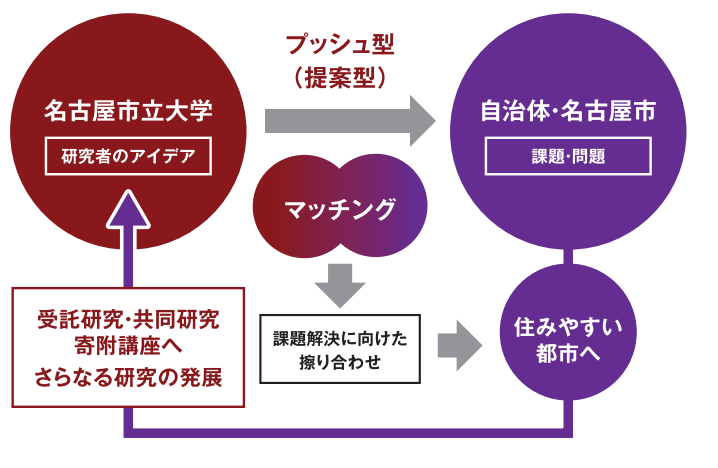 名古屋市立大学
研究者のアイデア
プッシュ型
（提案型）
自治体・名古屋市
課題・問題
マッチング
課題解決に向けた
擦り合わせ
住みやすい
都市へ
受託研究・共同研究
寄附講座へ
さらなる研究の発展